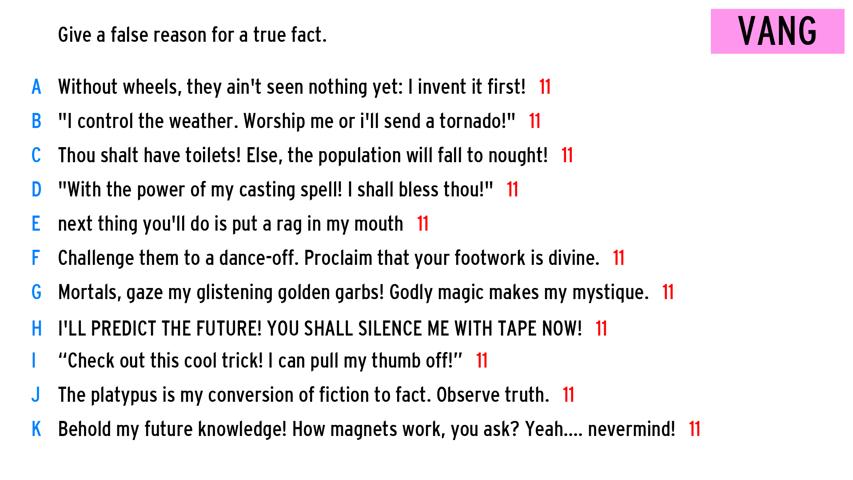 Give a false reason for a true fact.
VANG
A Without wheels, they ain't seen nothing yet: I invent it first! 11
B "I control the weather. Worship me or i'll send a tornado!" 11
C Thou shalt have toilets! Else, the population will fall to nought! 11
D "With the power of my casting spell! I shall bless thou!" 11
E next thing you'll do is put a rag in my mouth 11
F Challenge them to a dance-off. Proclaim that your footwork is divine. 11
G Mortals, gaze my glistening golden garbs! Godly magic makes my mystique. 11
H I'LL PREDICT THE FUTURE! YOU SHALL SILENCE ME WITH TAPE NOW! 11
I “Check out this cool trick! I can pull my thumb off!” 11
J The platypus is my conversion of fiction to fact. Observe truth. 11
K Behold my future knowledge! How magnets work, you ask? Yeah.... nevermind! 11